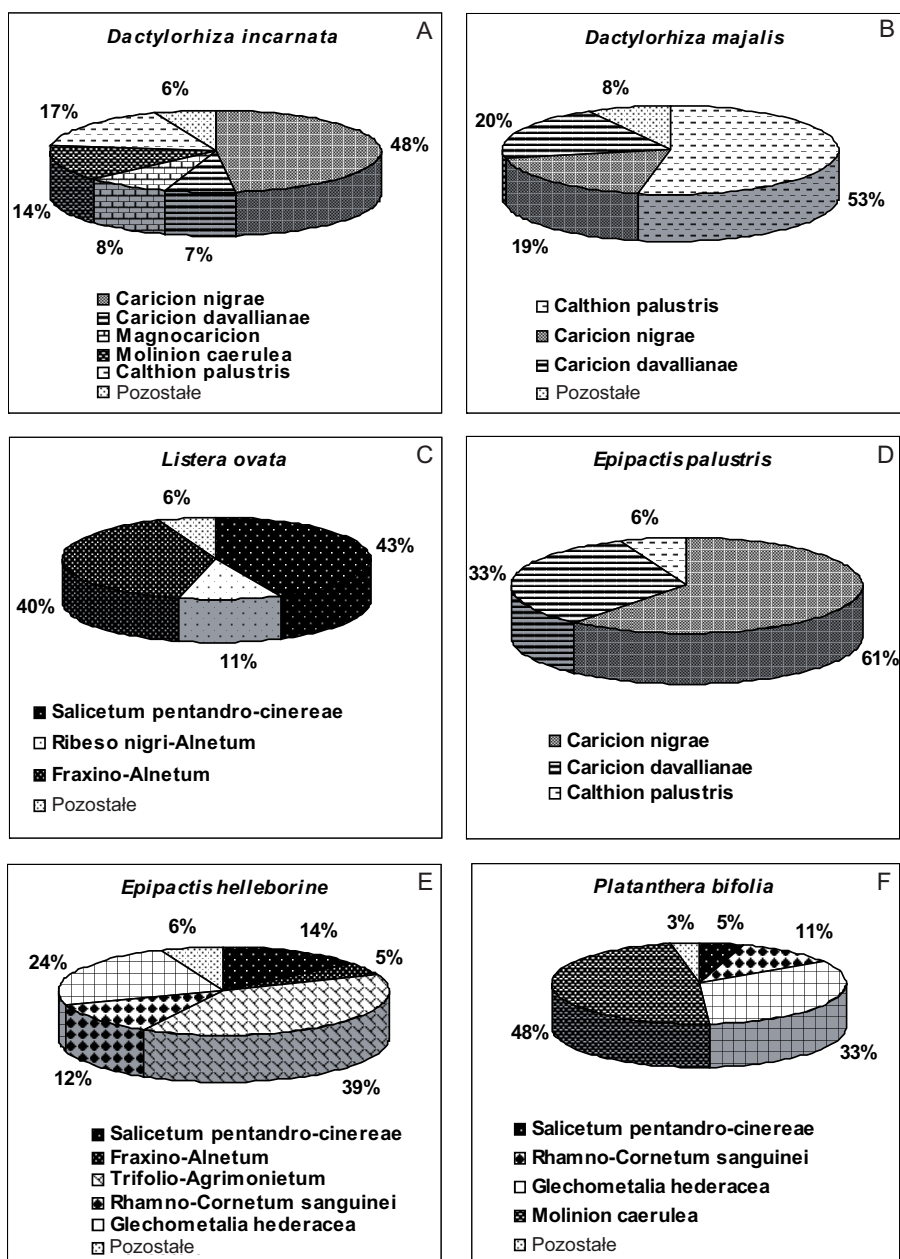 Dactylorhiza incarnata
A
6%
17%
48%
14%
8%
7%
Caricion nigrae
Caricion davallianae
Magnocaricion
Molinion caerulea
Calthion palustris
Pozostałe
Dactylorhiza majalis
B
8%
20%
53%
19%
Calthion palustris
Caricion nigrae
Caricion davallianae
Pozostałe
Listera ovata
C
6%
43%
40%
11%
Salicetum pentandro-cinereae
Ribeso nigri-Alnetum
Fraxino-Alnetum
Pozostałe
Epipactis palustris
D
6%
33%
61%
Caricion nigrae
Caricion davallianae
Calthion palustris
Epipactis helleborine
E
6%
14%
24%
5%
12%
39%
Salicetum pentandro-cinereae
Fraxino-Alnetum
Trifolio-Agrimonietum
Rhamno-Cornetum sanguinei
Glechometalia hederacea
Pozostałe
Platanthera bifolia
F
3%
5%
11%
48%
33%
Salicetum pentandro-cinereae
Rhamno-Cornetum sanguinei
Glechometalia hederacea
Molinion caerulea
Pozostałe